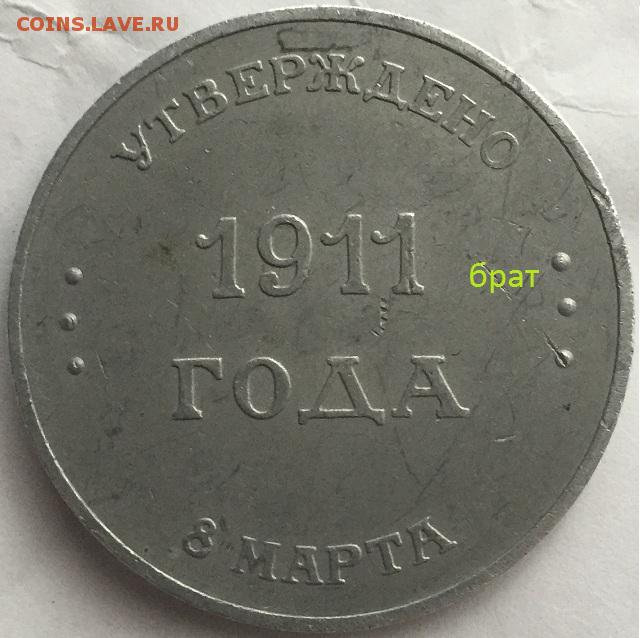 COINS.LAVE.RU
УТВЕРЖДЕНО
1911
брат
ГОДА
8 МАРТА